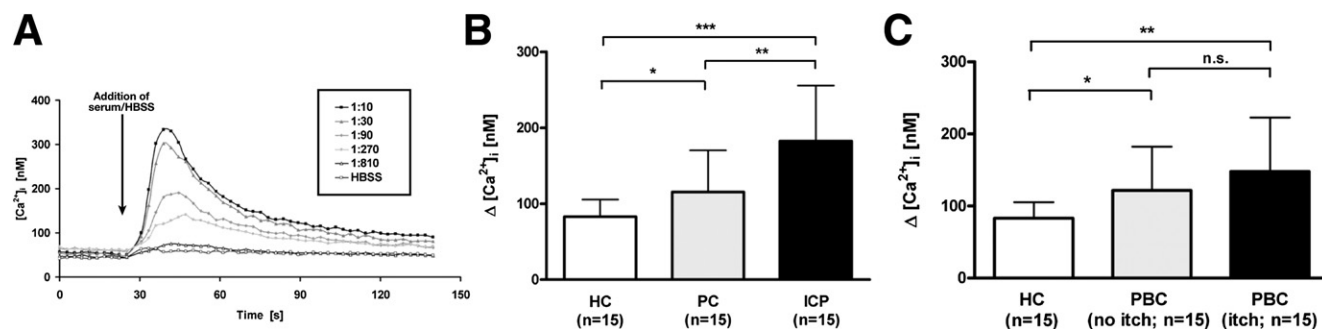 A
Addition of
serum/HBSS
1:10
1:30
1:90
1:270
1:810
HBSS
400
300
200
100
0
[Ca2+]i [nM]
0 30 60 90 120 150
Time [s]
B
***
*
**
300
200
100
0
Δ [Ca2+]i [nM]
HC PC ICP
(n=15) (n=15) (n=15)
C
**
n.s.
*
300
200
100
0
Δ [Ca2+]i [nM]
HC PBC PBC
(n=15) (no itch; n=15) (itch; n=15)